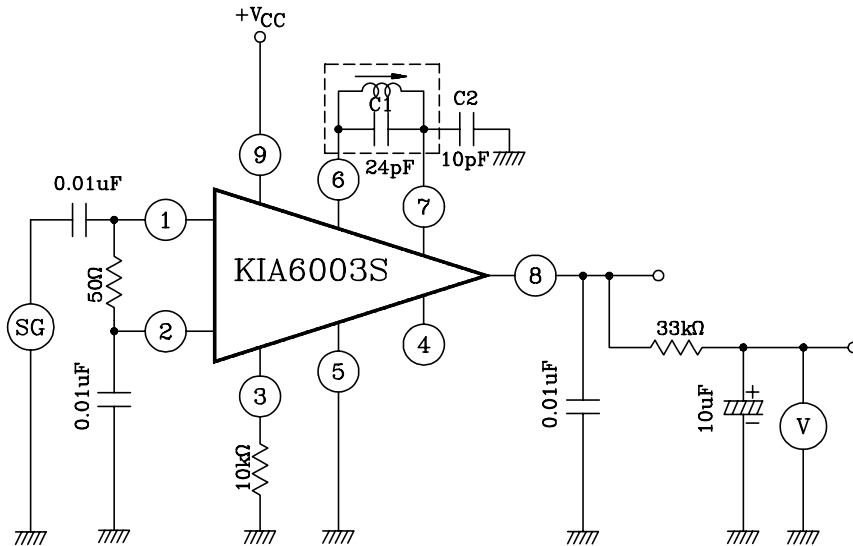 +VCC
C1
C2
24pF
10pF
9
6
7
0.01uF
1
50Ω
KIA6003S
8
SG
2
4
33kΩ
0.01uF
3
5
0.01uF
10uF
+
−
V
10kΩ